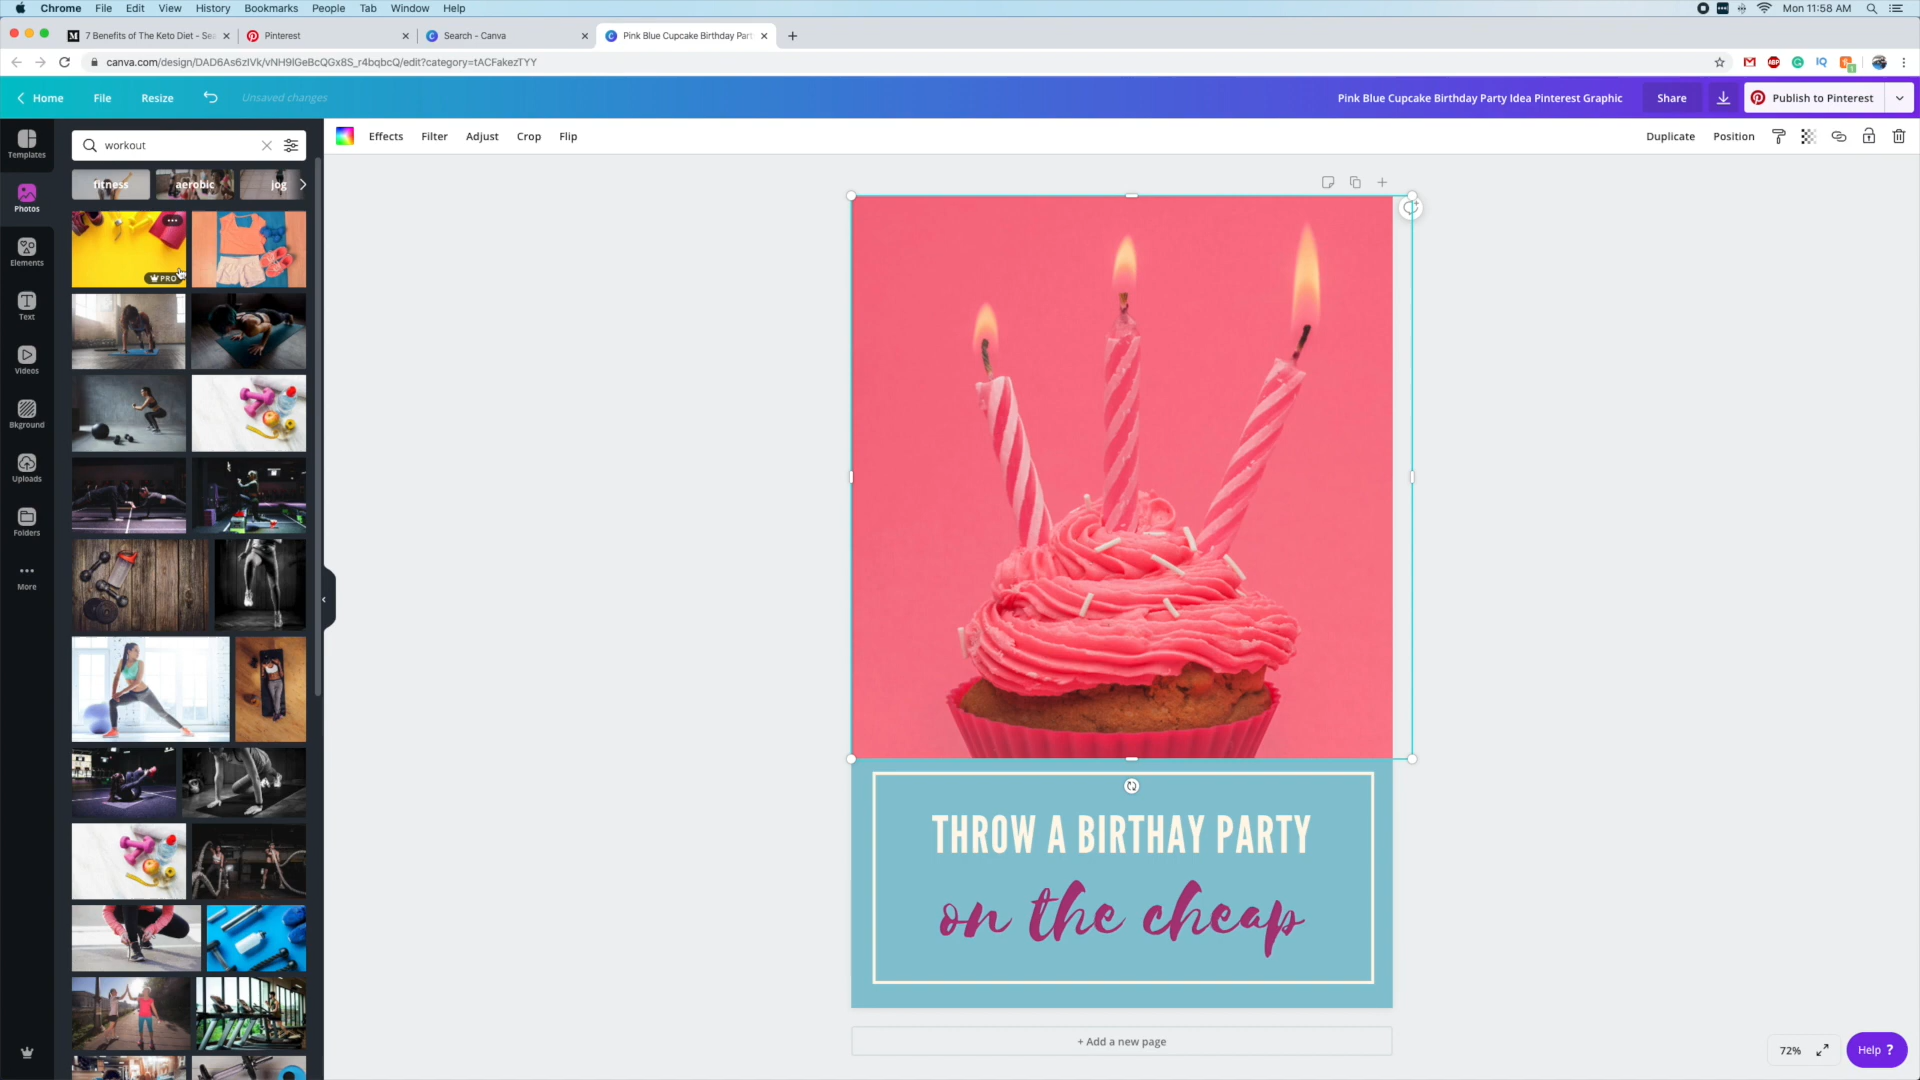 Chrome File Edit View History Bookmarks People Tab Window Help
Mon 11:58 AM
7 Benefits of The Keto Diet - Se
Pinterest
Search - Canva
Pink Blue Cupcake Birthday Part
canva.com/design/DAD6As6zIVk/vNH9lGeBcQGx8S_r4bqbcQ/edit?category=tACFakezTYY
Home File Resize Unsaved changes
Pink Blue Cupcake Birthday Party Idea Pinterest Graphic
Share
Publish to Pinterest
Effects Filter Adjust Crop Flip
Duplicate Position
workout
fitness aerobic jog
PRO
Templates
Photos
Elements
Text
Videos
Bkground
Uploads
Folders
More
THROW A BIRTHAY PARTY
on the cheap
+ Add a new page
72%
Help ?